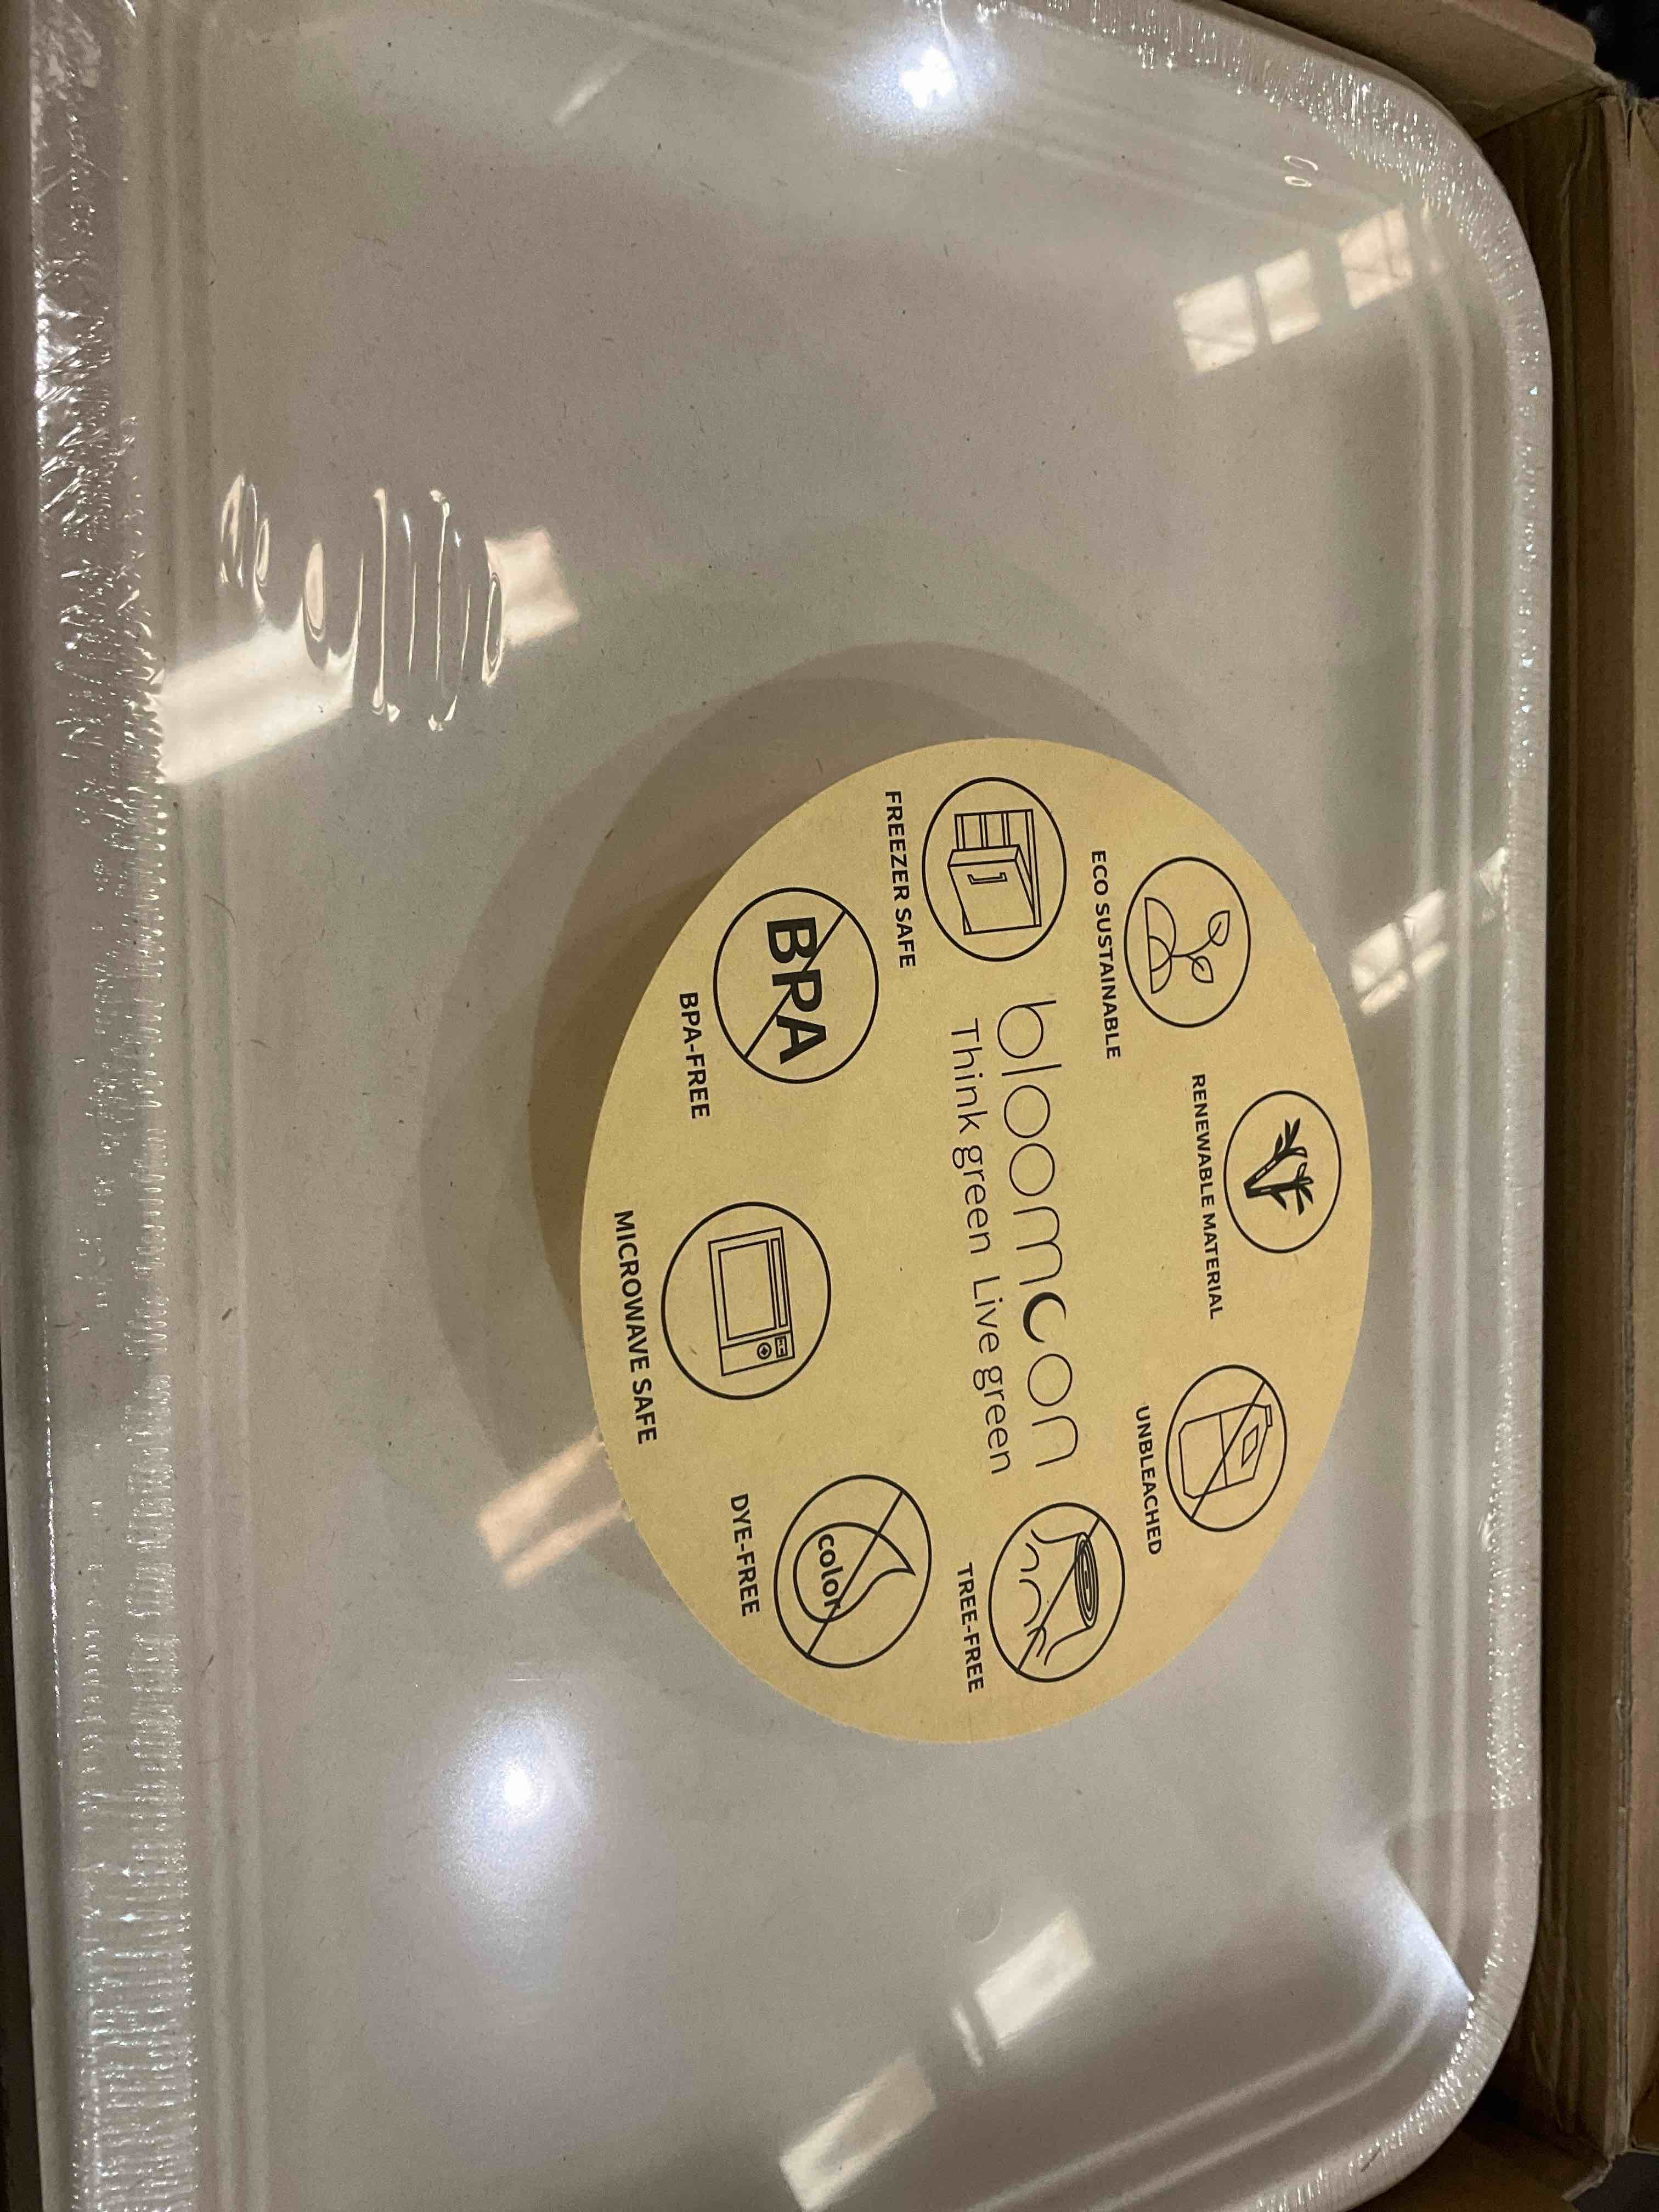 ECO SUSTAINABLE
RENEWABLE MATERIAL
UNBLEACHED
TREE-FREE
FREEZER SAFE
bloomcon
Think green Live green
BPA
BPA-FREE
MICROWAVE SAFE
color
DYE-FREE